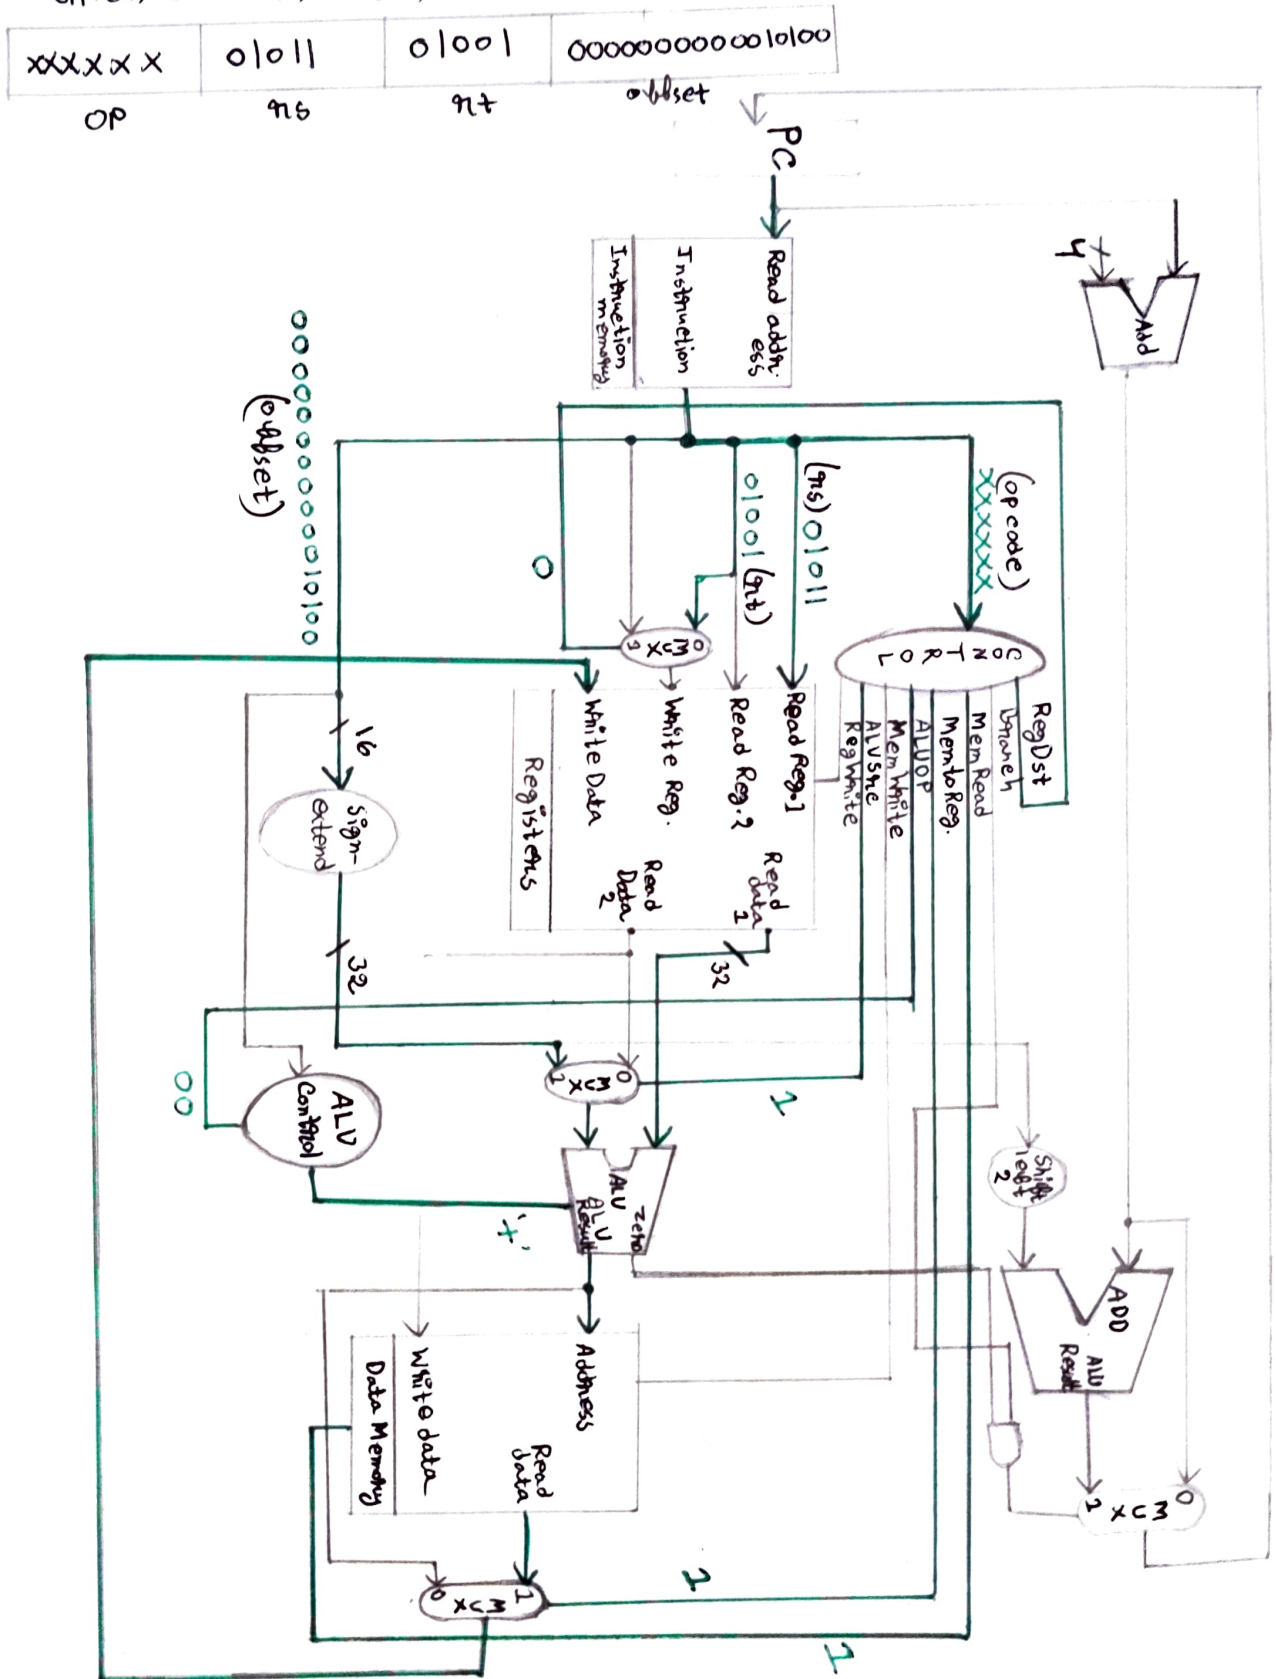 XXXXXX 01011 01001 0000000000010100
op rs rt offset
PC
4
Add
Read addr.
ess
Instruction
Instruction
memory
(opcode)
XXXXXX
(rs) 01011
01001 (rt)
0000000000010100
(offset)
0
0 MUX 1
CONTROL
RegDst
Branch
MemRead
MemtoReg.
ALUOP
MemWrite
ALUSrc
RegWrite
Read Reg.1
Read Reg.2
Write Reg.
Write Data
Read
data
1
Read
Data
2
Registers
16
Sign-
extend
32
32
0 MUX 1
1
00
ALU
Control
'+'
Zero
ALU
ALU
Result
Shift
left
2
ADD
ALU
Result
0 MUX 1
Address
Write data
Read
data
Data Memory
1 MUX 0
1
1